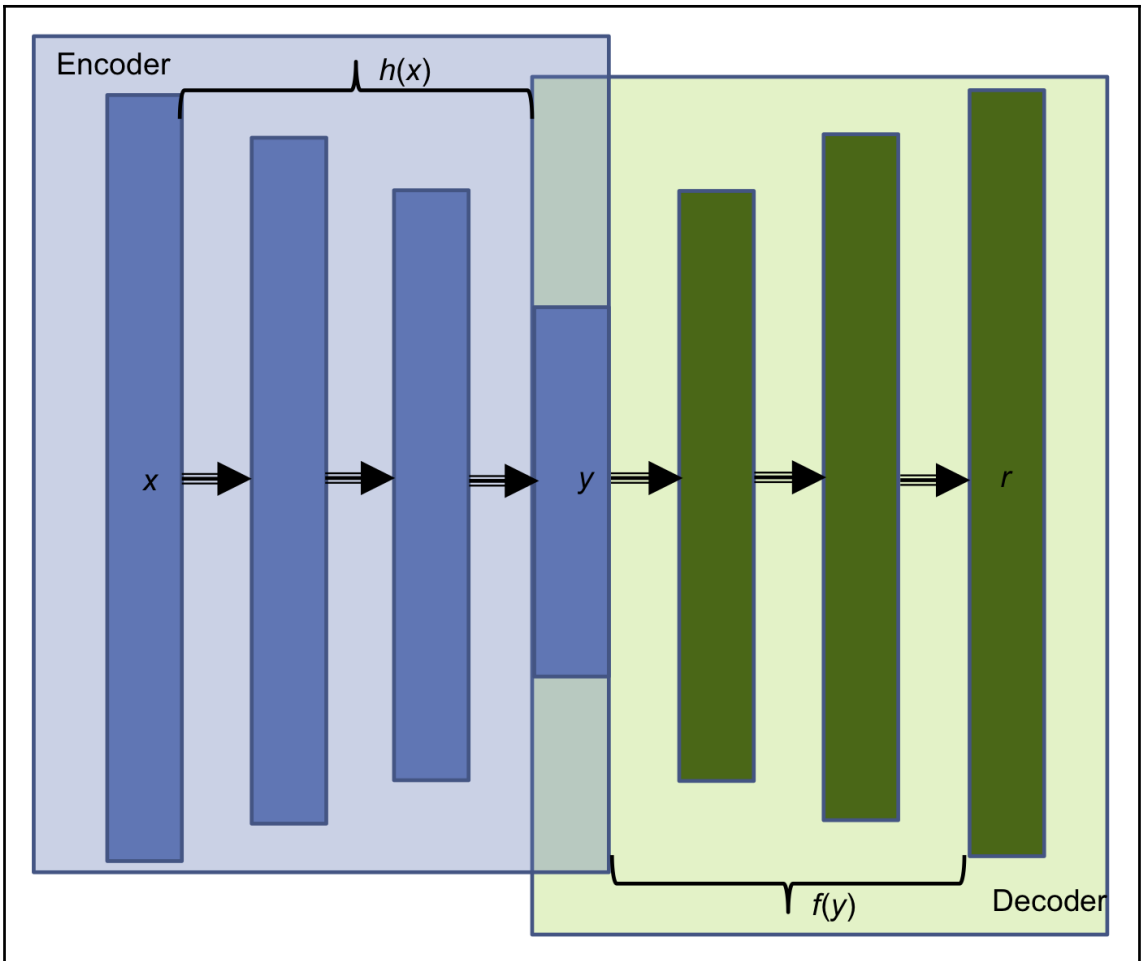 Encoder
h(x)
x
y
r
f(y)
Decoder